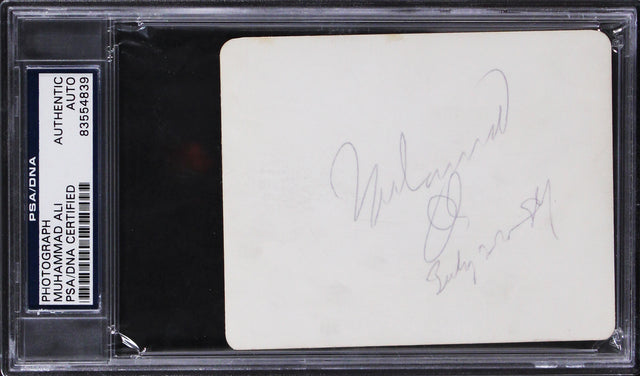 PSA/DNA
PHOTOGRAPH
MUHAMMAD ALI
PSA/DNA CERTIFIED
AUTHENTIC
AUTO
83554839
Muhammad